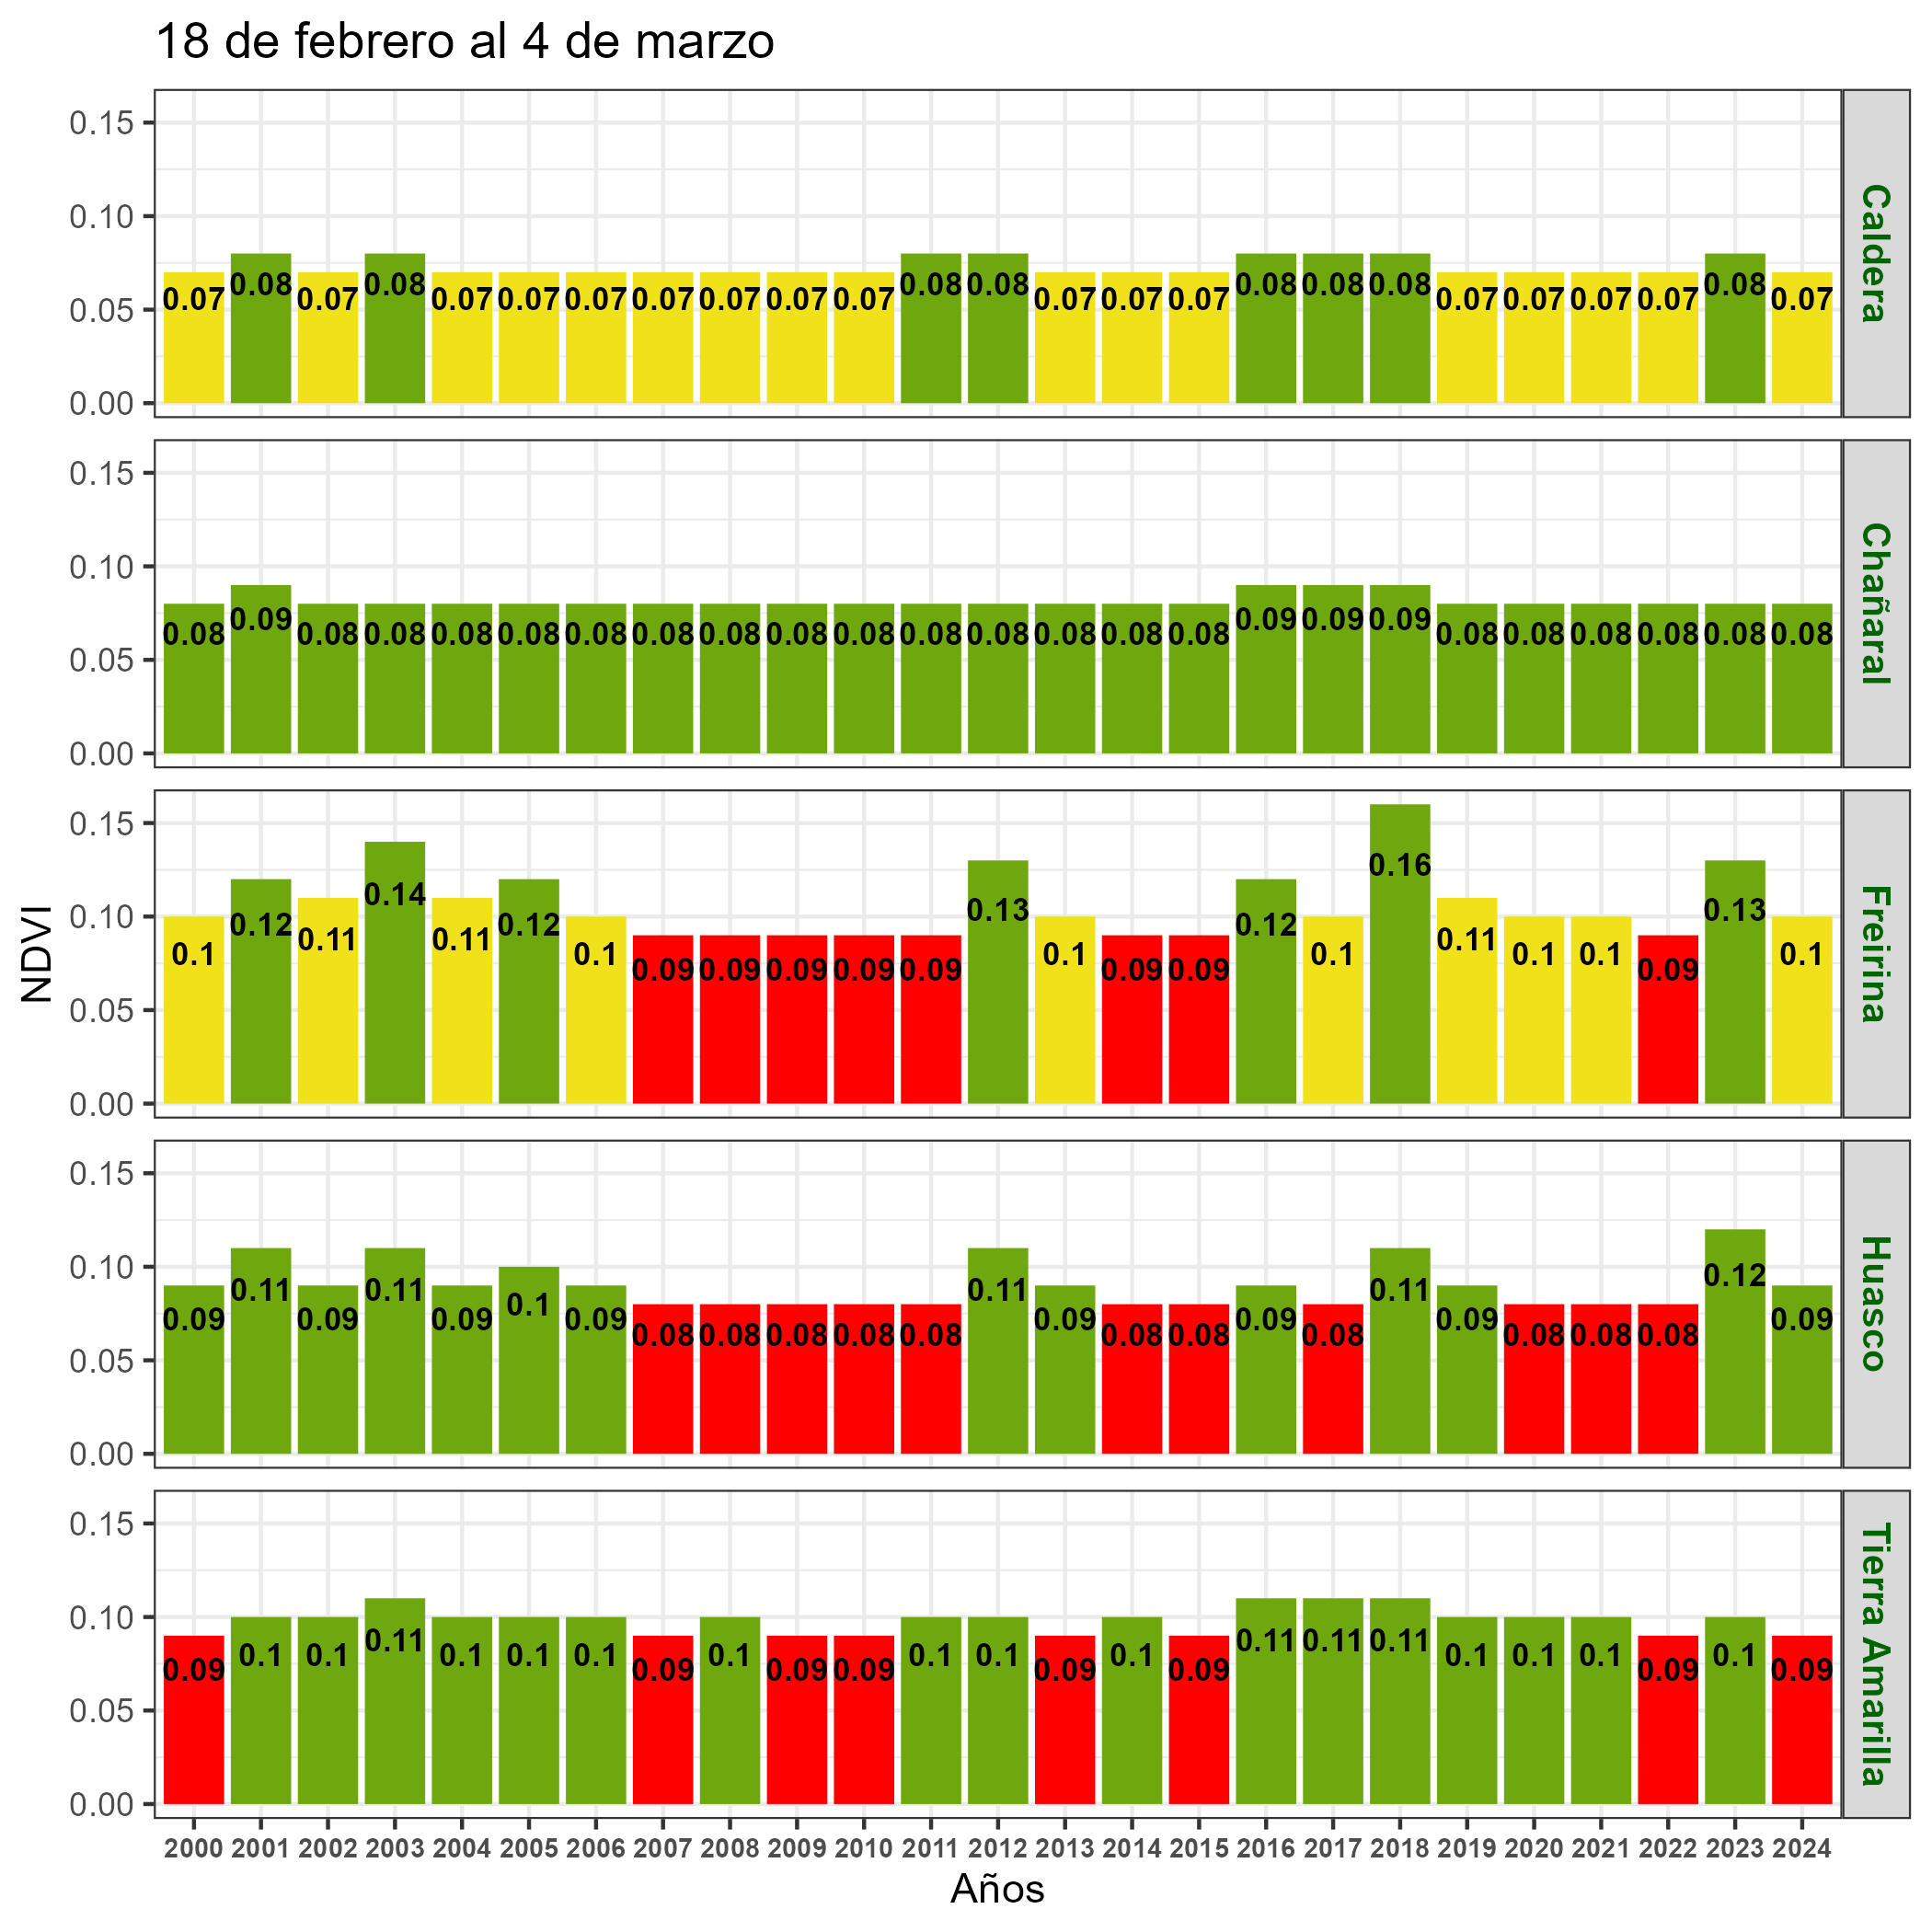 18 de febrero al 4 de marzo
0.15
0.10
0.05
0.00
0.07 0.08 0.07 0.08 0.07 0.07 0.07 0.07 0.07 0.07 0.07 0.08 0.08 0.07 0.07 0.07 0.08 0.08 0.08 0.07 0.07 0.07 0.07 0.08 0.07
Caldera
0.15
0.10
0.05
0.00
0.08 0.09 0.08 0.08 0.08 0.08 0.08 0.08 0.08 0.08 0.08 0.08 0.08 0.08 0.08 0.08 0.09 0.09 0.09 0.08 0.08 0.08 0.08 0.08 0.08
Chañaral
NDVI
0.15
0.10
0.05
0.00
0.1 0.12 0.11 0.14 0.11 0.12 0.1 0.09 0.09 0.09 0.09 0.09 0.13 0.1 0.09 0.09 0.12 0.1 0.16 0.11 0.1 0.1 0.09 0.13 0.1
Freirina
0.15
0.10
0.05
0.00
0.09 0.11 0.09 0.11 0.09 0.1 0.09 0.08 0.08 0.08 0.08 0.08 0.11 0.09 0.08 0.08 0.09 0.08 0.11 0.09 0.08 0.08 0.08 0.12 0.09
Huasco
0.15
0.10
0.05
0.00
0.09 0.1 0.1 0.11 0.1 0.1 0.1 0.09 0.1 0.09 0.09 0.1 0.1 0.09 0.1 0.09 0.11 0.11 0.11 0.1 0.1 0.1 0.09 0.1 0.09
Tierra Amarilla
2000 2001 2002 2003 2004 2005 2006 2007 2008 2009 2010 2011 2012 2013 2014 2015 2016 2017 2018 2019 2020 2021 2022 2023 2024
Años